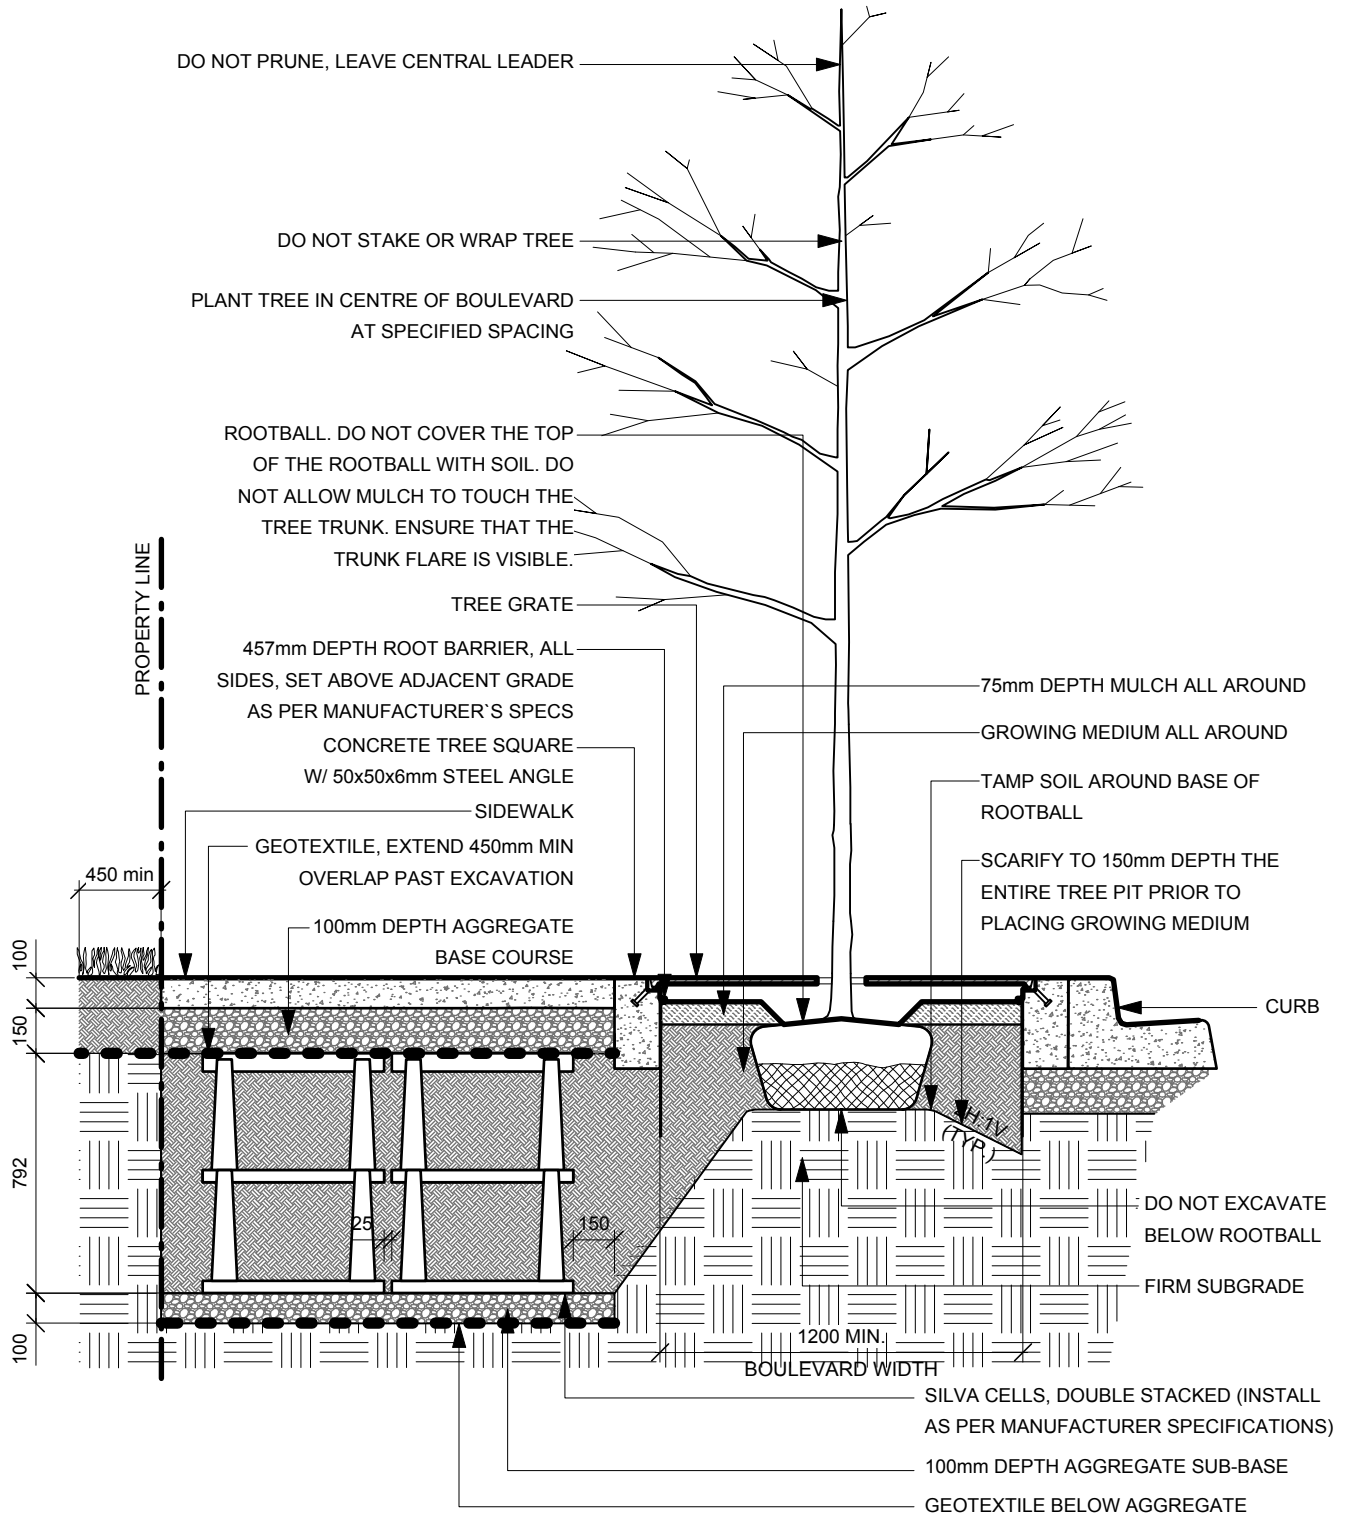 DO NOT PRUNE, LEAVE CENTRAL LEADER
DO NOT STAKE OR WRAP TREE
PLANT TREE IN CENTRE OF BOULEVARD
AT SPECIFIED SPACING
ROOTBALL. DO NOT COVER THE TOP
OF THE ROOTBALL WITH SOIL. DO
NOT ALLOW MULCH TO TOUCH THE
TREE TRUNK. ENSURE THAT THE
TRUNK FLARE IS VISIBLE.
TREE GRATE
457mm DEPTH ROOT BARRIER, ALL
SIDES, SET ABOVE ADJACENT GRADE
AS PER MANUFACTURER`S SPECS
CONCRETE TREE SQUARE
W/ 50x50x6mm STEEL ANGLE
SIDEWALK
GEOTEXTILE, EXTEND 450mm MIN
OVERLAP PAST EXCAVATION
100mm DEPTH AGGREGATE
BASE COURSE
PROPERTY LINE
450 min
100
150
792
100
25
150
75mm DEPTH MULCH ALL AROUND
GROWING MEDIUM ALL AROUND
TAMP SOIL AROUND BASE OF
ROOTBALL
SCARIFY TO 150mm DEPTH THE
ENTIRE TREE PIT PRIOR TO
PLACING GROWING MEDIUM
CURB
H:1V
(TYP.)
DO NOT EXCAVATE
BELOW ROOTBALL
FIRM SUBGRADE
1200 MIN.
BOULEVARD WIDTH
SILVA CELLS, DOUBLE STACKED (INSTALL
AS PER MANUFACTURER SPECIFICATIONS)
100mm DEPTH AGGREGATE SUB-BASE
GEOTEXTILE BELOW AGGREGATE